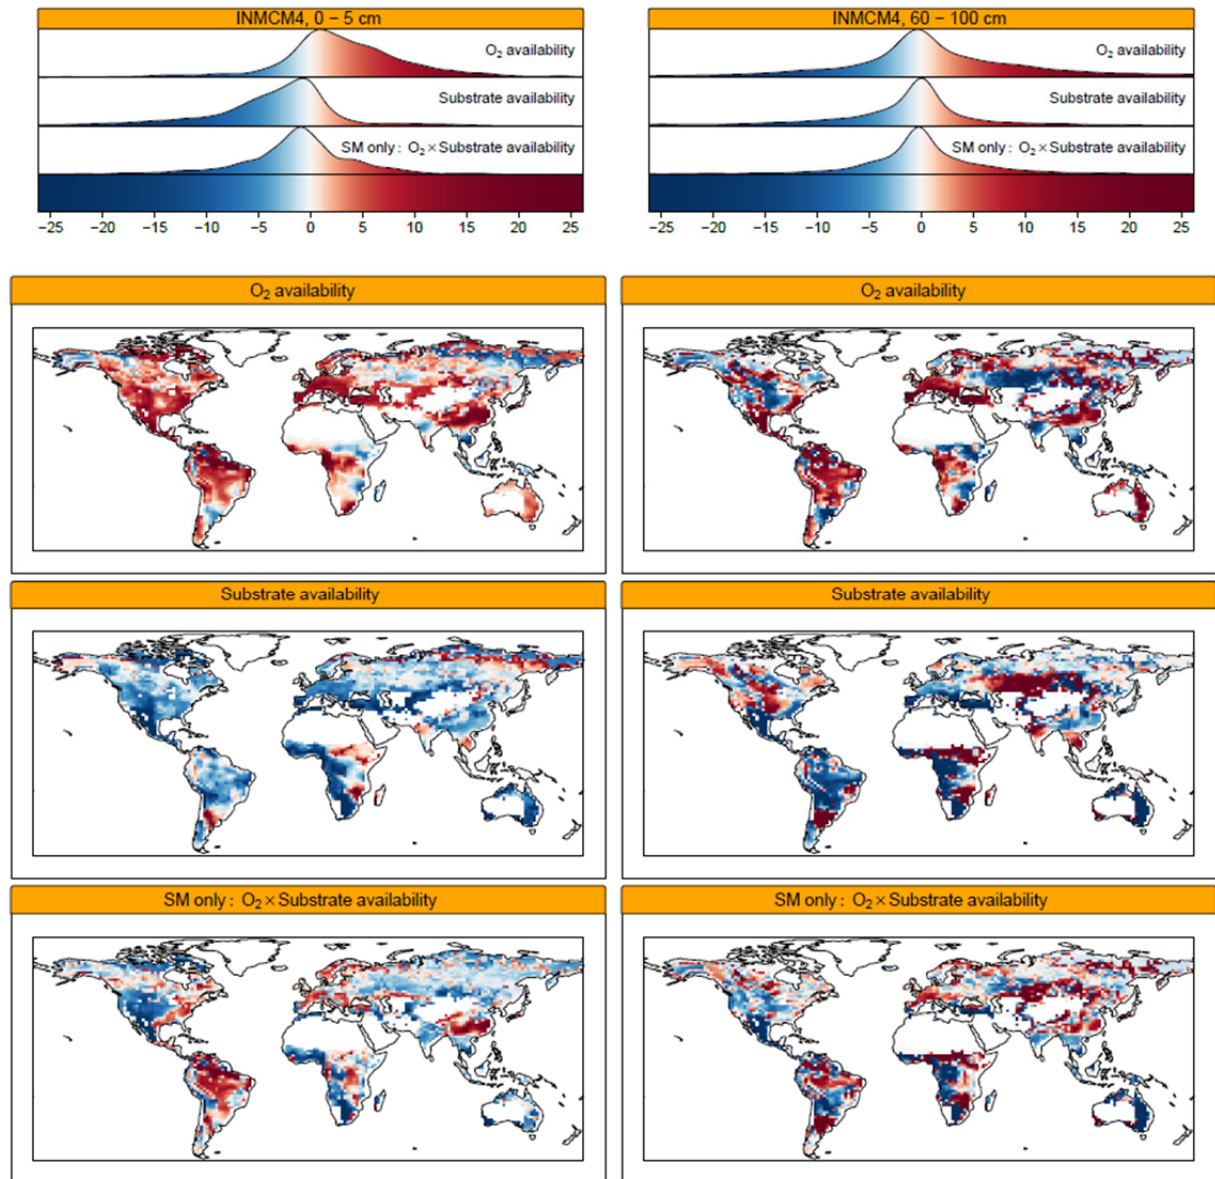 INMCM4, 0 – 5 cm
O₂ availability
Substrate availability
SM only : O₂ × Substrate availability
−25 −20 −15 −10 −5 0 5 10 15 20 25
INMCM4, 60 – 100 cm
O₂ availability
Substrate availability
SM only : O₂ × Substrate availability
−25 −20 −15 −10 −5 0 5 10 15 20 25
O₂ availability
O₂ availability
Substrate availability
Substrate availability
SM only : O₂ × Substrate availability
SM only : O₂ × Substrate availability